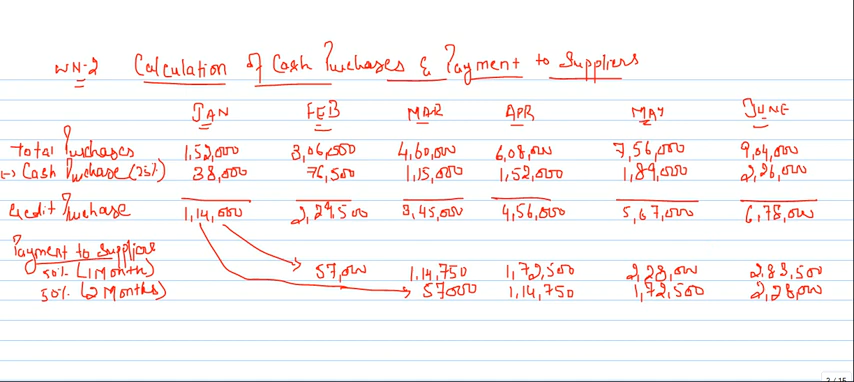 WN-2 Calculation of Cash Purchases & Payment to Suppliers
JAN FEB MAR APR MAY JUNE
Total Purchases 1,52,000 3,06,000 4,60,000 6,08,000 7,56,000 9,04,000
(-) Cash Purchase (25%) 38,000 76,500 1,15,000 1,52,000 1,89,000 2,26,000
Credit Purchase 1,14,000 2,29,500 3,45,000 4,56,000 5,67,000 6,78,000
Payment to Suppliers
50% (1 Month) 57,000 1,14,750 1,72,500 2,28,000 2,83,500
50% (2 Months) 57000 1,14,750 1,72,500 2,28,000
2 / 15